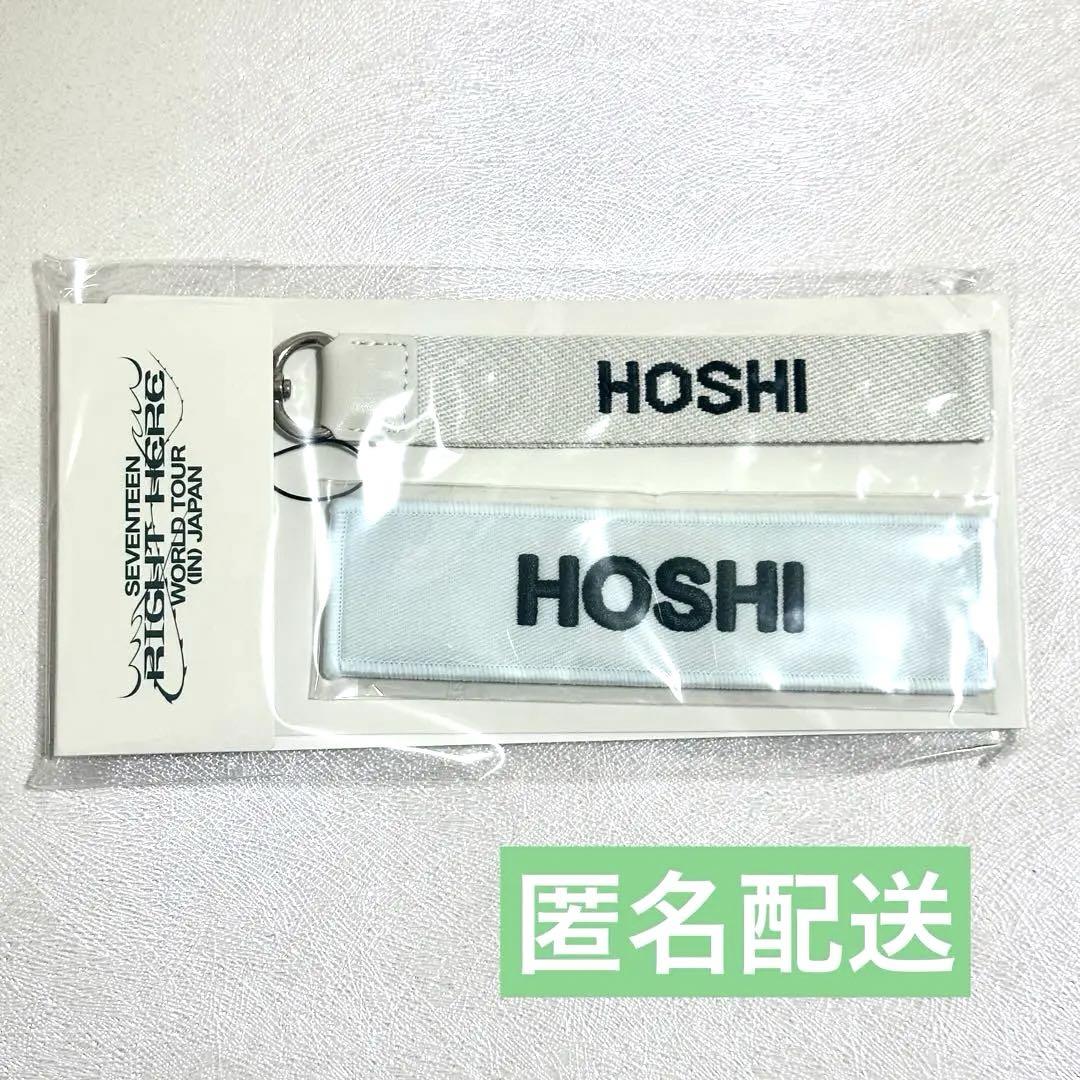 SEVENTEEN
RIGHT HERE
WORLD TOUR
(IN) JAPAN
HOSHI
HOSHI
匿名配送